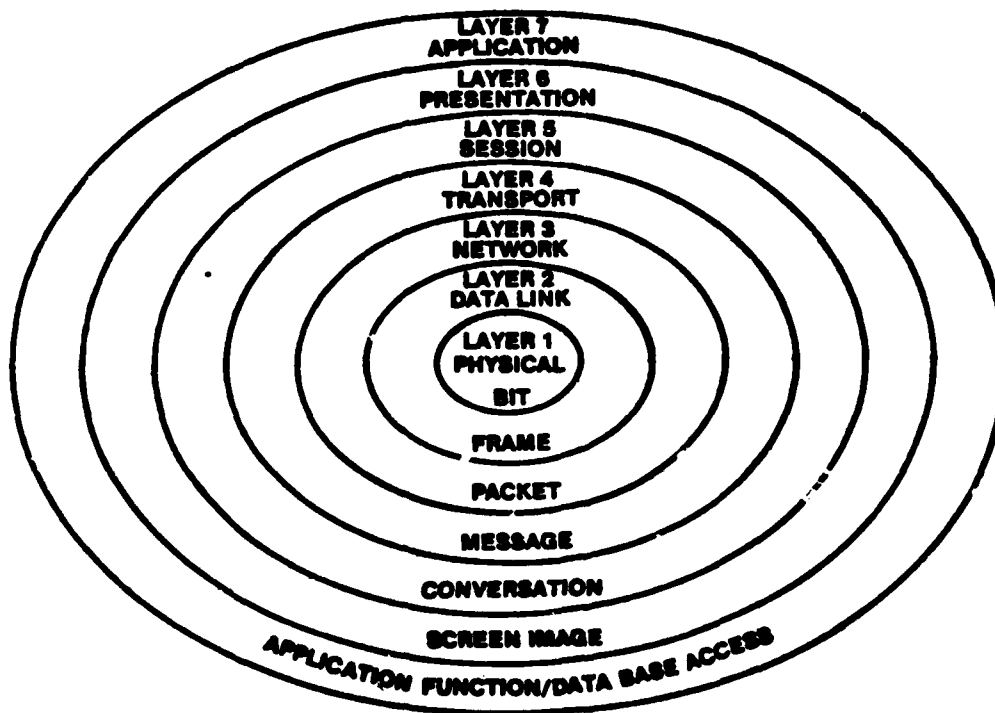 LAYER 7
APPLICATION
LAYER 6
PRESENTATION
LAYER 5
SESSION
LAYER 4
TRANSPORT
LAYER 3
NETWORK
LAYER 2
DATA LINK
LAYER 1
PHYSICAL
BIT
FRAME
PACKET
MESSAGE
CONVERSATION
SCREEN IMAGE
APPLICATION FUNCTION/DATA BASE ACCESS